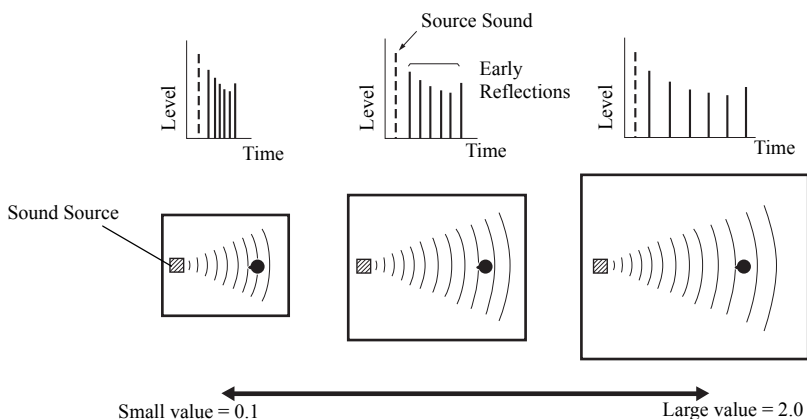 Source Sound
Early
Reflections
Level
Time
Level
Time
Level
Time
Sound Source
Small value = 0.1
Large value = 2.0